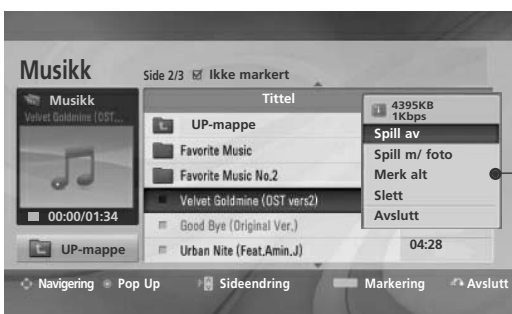 Musikk
Side 2/3 Ikke markert
Musikk
Velvet Goldmine (OST...
00:00/01:34
UP-mappe
Tittel
UP-mappe
Favorite Music
Favorite Music No.2
Velvet Goldmine (OST vers2)
Good Bye (Original Ver.)
Urban Nite (Feat.Amin.J)
04:28
4395KB
1Kbps
Spill av
Spill m/ foto
Merk alt
Slett
Avslutt
Navigering Pop Up Sideendring Markering Avslutt